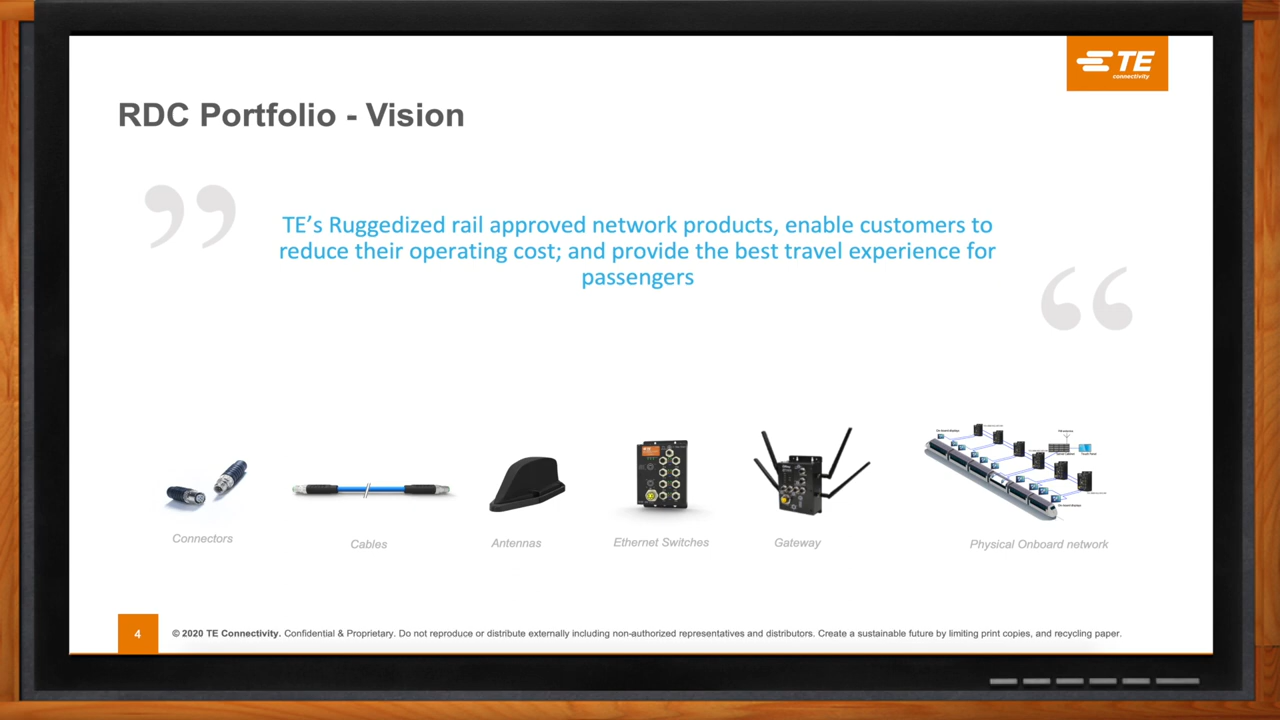 TE
connectivity
RDC Portfolio - Vision
”
TE’s Ruggedized rail approved network products, enable customers to
reduce their operating cost; and provide the best travel experience for
passengers
“
Connectors
Cables
Antennas
Ethernet Switches
Gateway
Physical Onboard network
4
© 2020 TE Connectivity. Confidential & Proprietary. Do not reproduce or distribute externally including non-authorized representatives and distributors. Create a sustainable future by limiting print copies, and recycling paper.